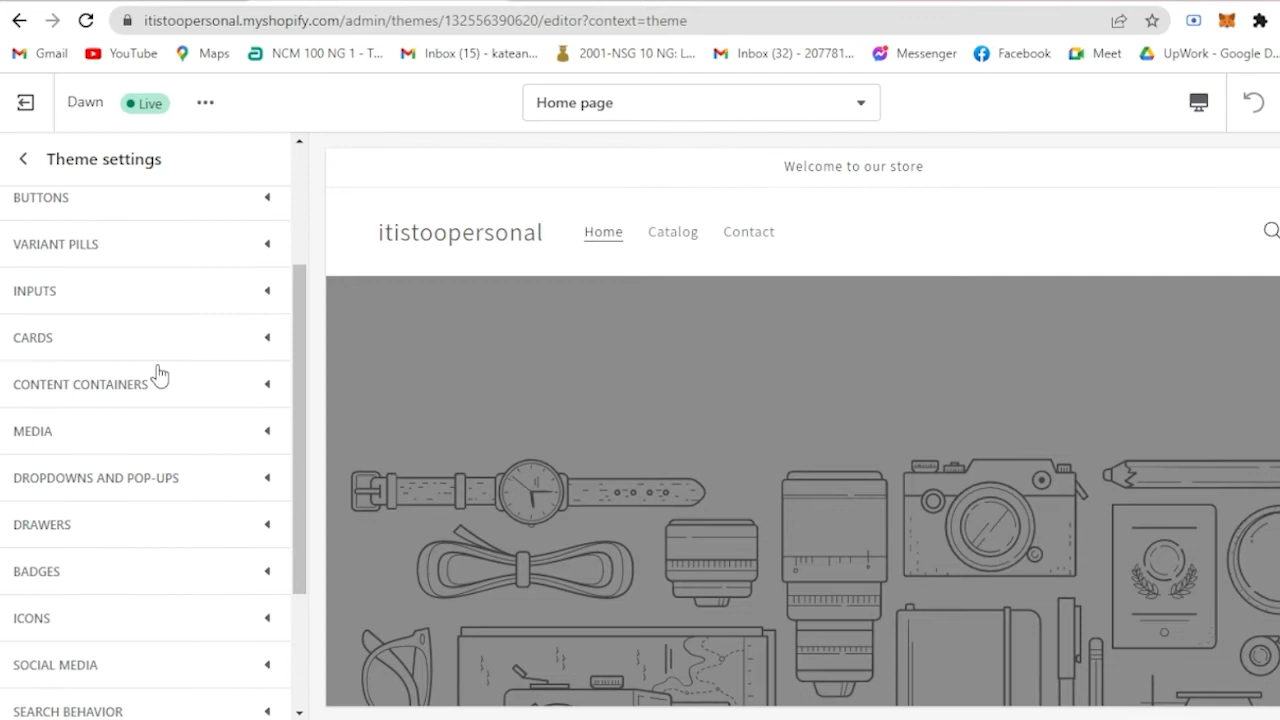 itistoopersonal.myshopify.com/admin/themes/132556390620/editor?context=theme
Gmail YouTube Maps NCM 100 NG 1 - T... Inbox (15) - katean... 2001-NSG 10 NG: L... Inbox (32) - 207781... Messenger Facebook Meet UpWork - Google D...
Dawn Live Home page
Theme settings
BUTTONS
VARIANT PILLS
INPUTS
CARDS
CONTENT CONTAINERS
MEDIA
DROPDOWNS AND POP-UPS
DRAWERS
BADGES
ICONS
SOCIAL MEDIA
SEARCH BEHAVIOR
Welcome to our store
itistoopersonal Home Catalog Contact